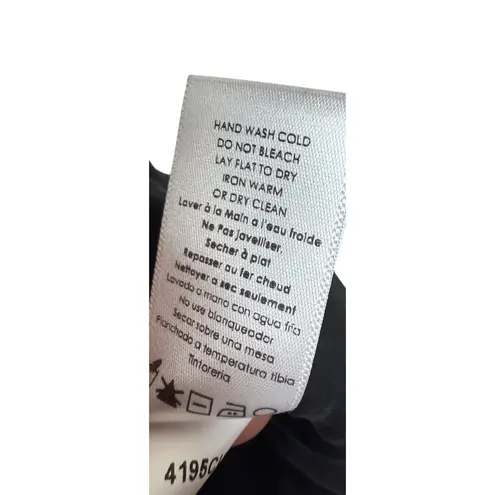 HAND WASH COLD
DO NOT BLEACH
LAY FLAT TO DRY
IRON WARM
OR DRY CLEAN
Laver à la Main a l'eau froide
Ne Pas javelliser.
Secher à plat
Repasser au fer chaud
Nettoyer a sec seulement
Lavado a mano con agua fria
No use blanqueador
Secar sobre una mesa
Planchado a temperatura tibia
Tintoreria